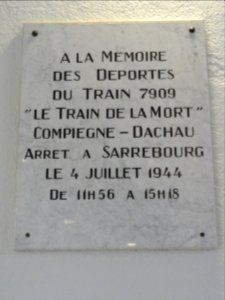 A LA MEMOIRE
DES DEPORTES
DU TRAIN 7909
"LE TRAIN DE LA MORT"
COMPIEGNE - DACHAU
ARRET A SARREBOURG
LE 4 JUILLET 1944
DE 11H56 A 15H18